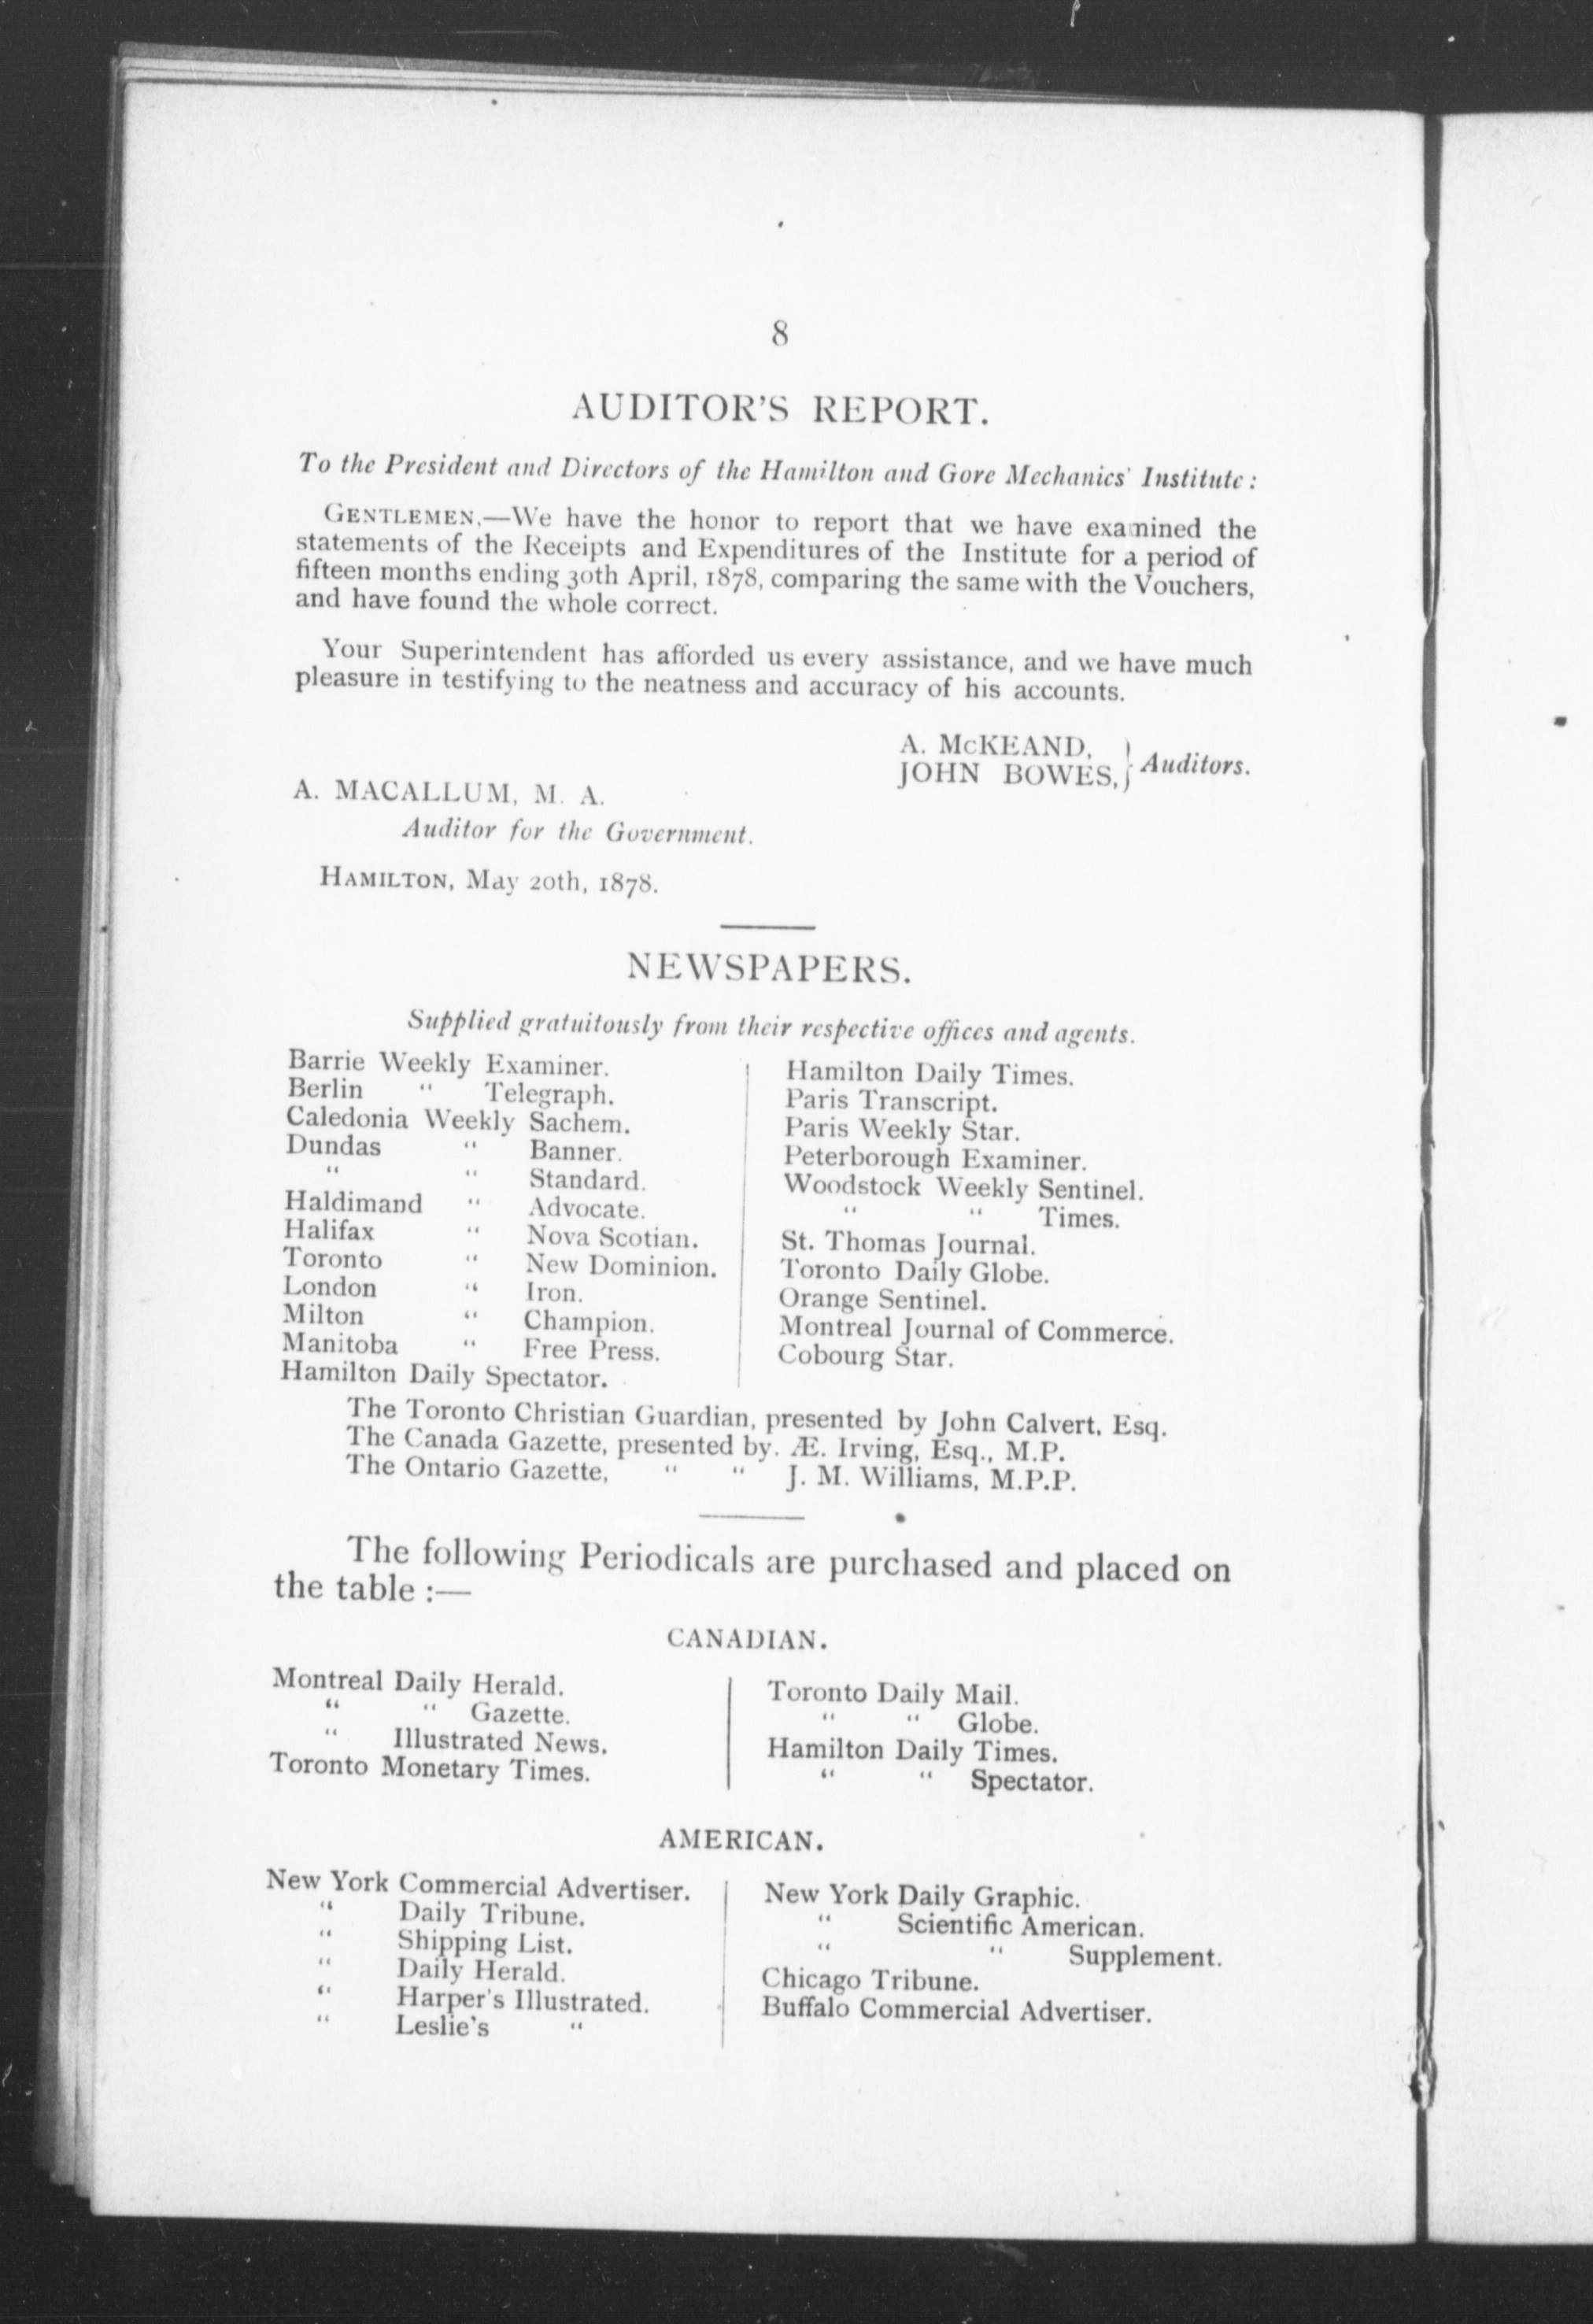 8
AUDITOR'S REPORT.
To the President and Directors of the Hamilton and Gore Mechanics' Institute:
GENTLEMEN,—We have the honor to report that we have examined the
statements of the Receipts and Expenditures of the Institute for a period of
fifteen months ending 30th April, 1878, comparing the same with the Vouchers,
and have found the whole correct.
Your Superintendent has afforded us every assistance, and we have much
pleasure in testifying to the neatness and accuracy of his accounts.
A. McKEAND,
JOHN BOWES, } Auditors.
A. MACALLUM, M. A.
Auditor for the Government.
HAMILTON, May 20th, 1878.
NEWSPAPERS.
Supplied gratuitously from their respective offices and agents.
Barrie Weekly Examiner.
Berlin " Telegraph.
Caledonia Weekly Sachem.
Dundas " Banner.
" " Standard.
Haldimand " Advocate.
Halifax " Nova Scotian.
Toronto " New Dominion.
London " Iron.
Milton " Champion.
Manitoba " Free Press.
Hamilton Daily Spectator.
Hamilton Daily Times.
Paris Transcript.
Paris Weekly Star.
Peterborough Examiner.
Woodstock Weekly Sentinel.
" " Times.
St. Thomas Journal.
Toronto Daily Globe.
Orange Sentinel.
Montreal Journal of Commerce.
Cobourg Star.
The Toronto Christian Guardian, presented by John Calvert, Esq.
The Canada Gazette, presented by. Æ. Irving, Esq., M.P.
The Ontario Gazette, " " J. M. Williams, M.P.P.
The following Periodicals are purchased and placed on
the table :—
CANADIAN.
Montreal Daily Herald.
" " Gazette.
" Illustrated News.
Toronto Monetary Times.
Toronto Daily Mail.
" " Globe.
Hamilton Daily Times.
" " Spectator.
AMERICAN.
New York Commercial Advertiser.
" Daily Tribune.
" Shipping List.
" Daily Herald.
" Harper's Illustrated.
" Leslie's "
New York Daily Graphic.
" Scientific American.
" " Supplement.
Chicago Tribune.
Buffalo Commercial Advertiser.